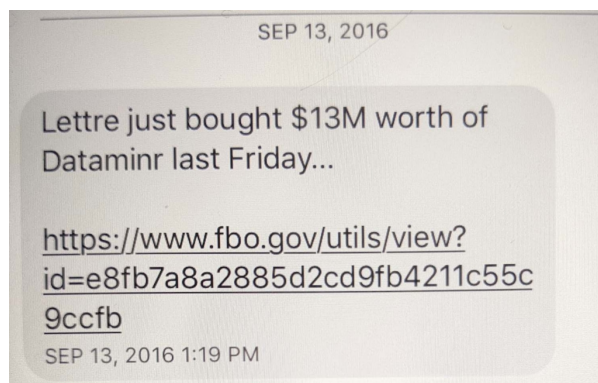 SEP 13, 2016
Lettre just bought $13M worth of
Dataminr last Friday...
https://www.fbo.gov/utils/view?
id=e8fb7a8a2885d2cd9fb4211c55c
9ccfb
SEP 13, 2016 1:19 PM